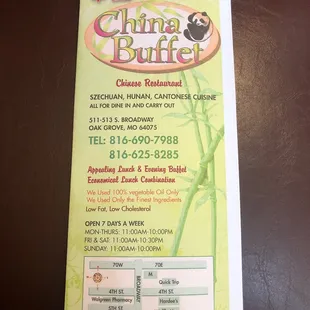 China
Buffet
Chinese Restaurant
SZECHUAN, HUNAN, CANTONESE CUISINE
ALL FOR DINE IN AND CARRY OUT
511-513 S. BROADWAY
OAK GROVE, MO 64075
TEL: 816-690-7988
816-625-8285
Appealing Lunch & Evening Buffet
Economical Lunch Combination
We Used 100% vegetable Oil Only
We Used Only the Finest Ingredients
Low Fat, Low Cholesterol
OPEN 7 DAYS A WEEK
MON-THURS: 11:00AM-10:00PM
FRI & SAT: 11:00AM-10:30PM
SUNDAY: 11:00AM-10:00PM
70W 70E
M Quick Trip
4TH ST. BROADWAY 4TH ST.
Walgreen Pharmacy Hardee's
5TH ST.